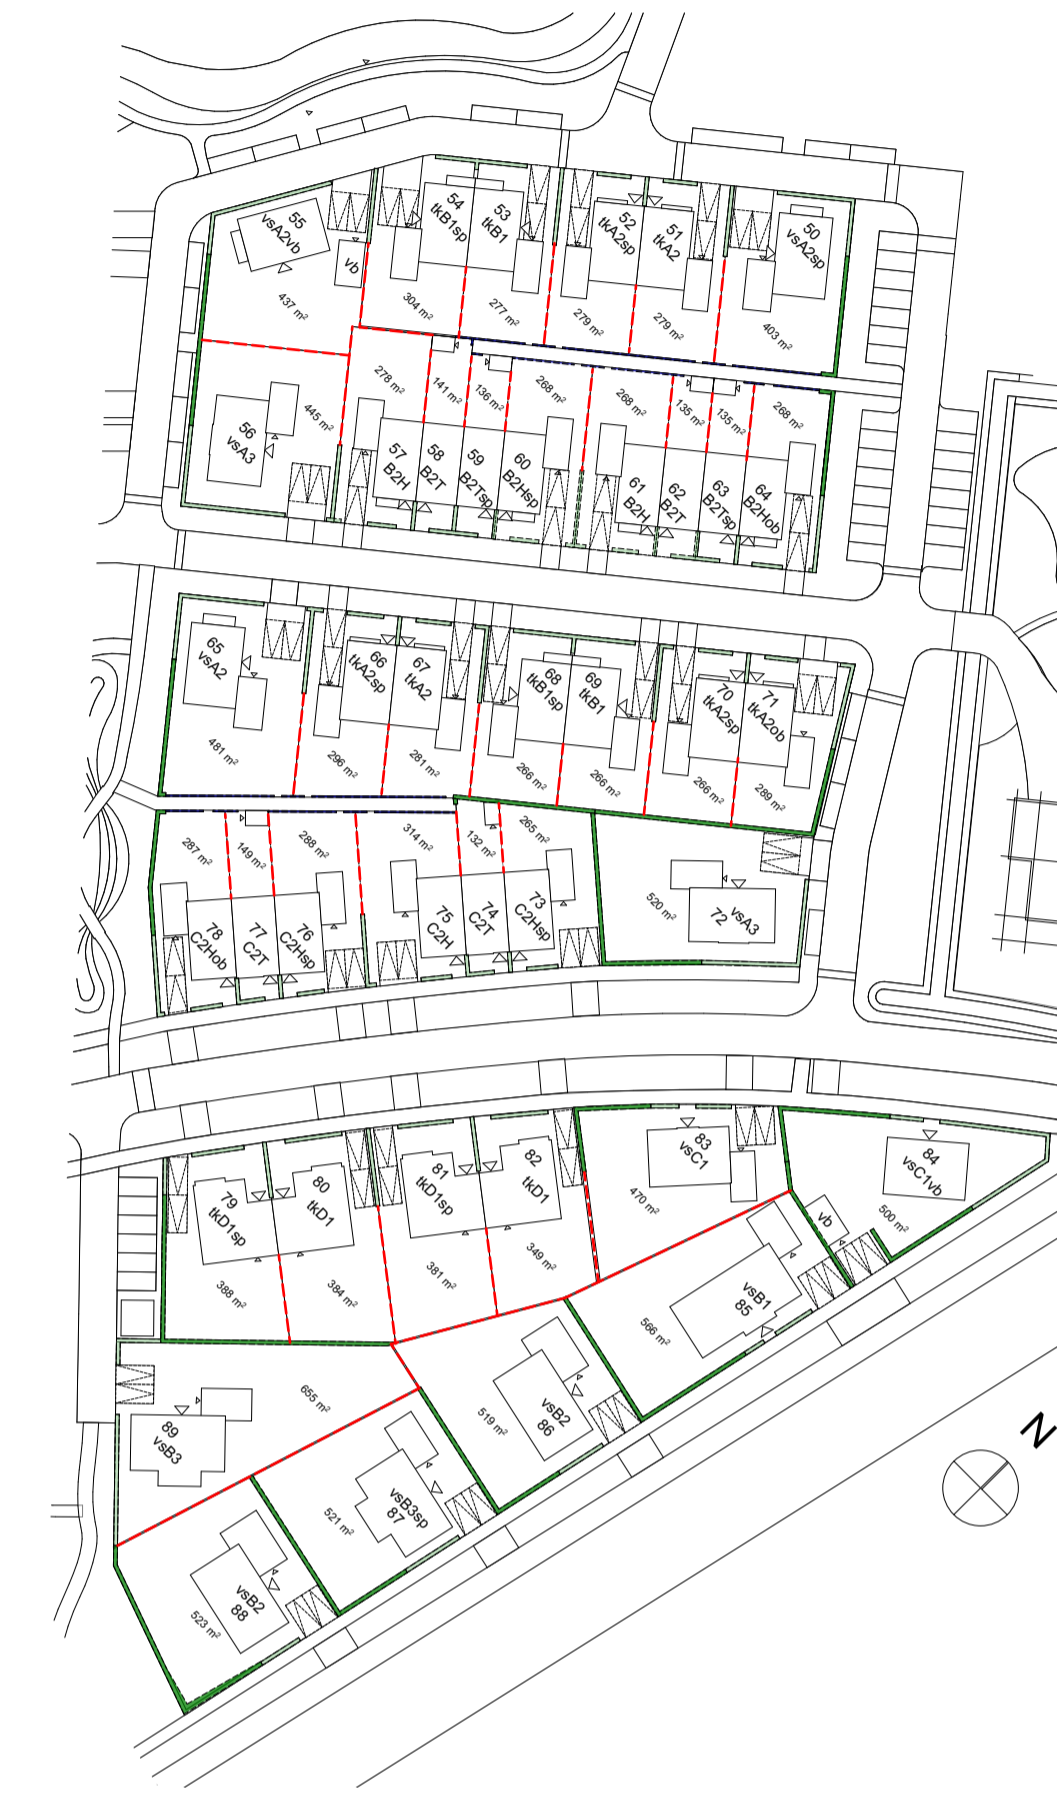 54
tkB1sp
53
tkB1
52
tkA2sp
51
tkA2
50
vsA2sp
55
vsA2vb
vb
437 m²
304 m²
277 m²
279 m²
279 m²
403 m²
278 m²
141 m²
136 m²
268 m²
268 m²
135 m²
135 m²
268 m²
445 m²
56
vsA3
57
B2H
58
B2T
59
B2Tsp
60
B2Hsp
61
B2H
62
B2T
63
B2Tsp
64
B2Hob
65
vsA2
66
tkA2sp
67
tkA2
68
tkB1sp
69
tkB1
70
tkA2sp
71
tkA2ob
481 m²
296 m²
281 m²
266 m²
266 m²
266 m²
289 m²
287 m²
149 m²
288 m²
314 m²
132 m²
265 m²
520 m²
vsA3
72
78
C2Hob
77
C2T
76
C2Hsp
75
C2H
74
C2T
73
C2Hsp
79
tkD1sp
80
tkD1
81
tkD1sp
82
tkD1
83
vsC1
84
vsC1vb
vb
388 m²
384 m²
381 m²
349 m²
470 m²
500 m²
vsB1
85
566 m²
vsB2
86
519 m²
655 m²
89
vsB3
vsB3sp
87
521 m²
vsB2
88
523 m²
N